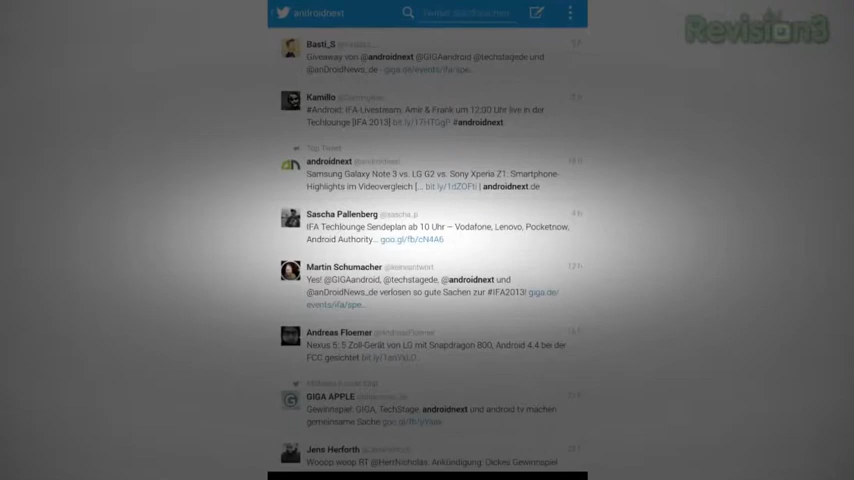 Revision3
androidnext
Basti_S
Giveaway von @androidnext @GIGAandroid @techstagede und
@anDroidNews_de - giga.de/events/ifa/spe...
Kamillo
#Android: IFA-Livestream: Amir & Frank um 12:00 Uhr live in der
Techlounge [IFA 2013] #androidnext
Top Tweet
androidnext @androidnext
Samsung Galaxy Note 3 vs. LG G2 vs. Sony Xperia Z1: Smartphone-
Highlights im Videovergleich [... bit.ly/1dZOFti | androidnext.de
Sascha Pallenberg @sascha_p
IFA Techlounge Sendeplan ab 10 Uhr – Vodafone, Lenovo, Pocketnow,
Android Authority... goo.gl/fb/cN4A6
Martin Schumacher @keineantwort
Yes! @GIGAandroid, @techstagede, @androidnext und
@anDroidNews_de verlosen so gute Sachen zur #IFA2013! giga.de/
events/ifa/spe...
Andreas Floemer @AndreasFloemer
Nexus 5: 5 Zoll-Gerät von LG mit Snapdragon 800, Android 4.4 bei der
FCC gesichtet
GIGA APPLE
Gewinnspiel: GIGA, TechStage, androidnext und android tv machen
gemeinsame Sache
Jens Herforth
Wooop woop RT @HerrNicholas: Ankündigung: Dickes Gewinnspiel